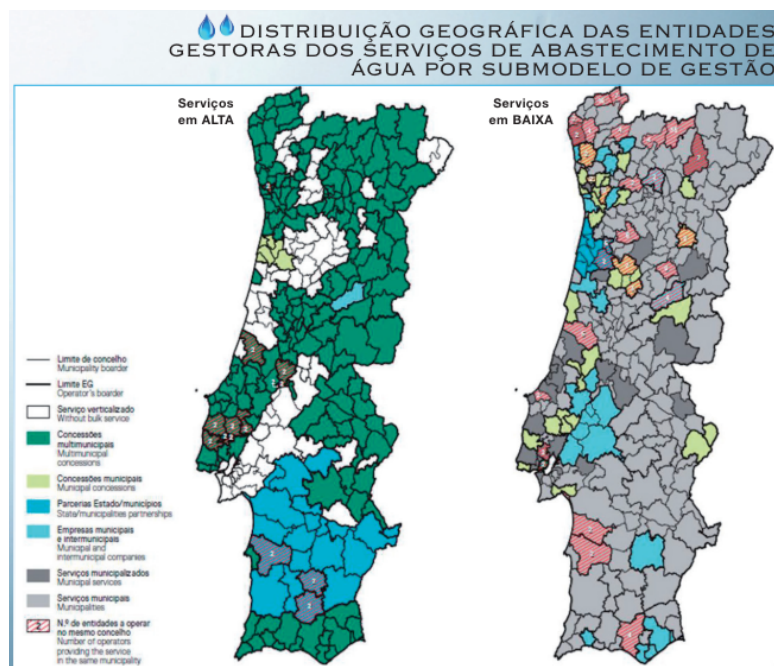 DISTRIBUIÇÃO GEOGRÁFICA DAS ENTIDADES
GESTORAS DOS SERVIÇOS DE ABASTECIMENTO DE
ÁGUA POR SUBMODELO DE GESTÃO
Serviços
em ALTA
Serviços
em BAIXA
Limite de concelho
Municipality boarder
Limite EG
Operator's boarder
Serviço verticalizado
Without bulk service
Concessões
multimunicipais
Multimunicipal
concessions
Concessões municipais
Municipal concessions
Parcerias Estado/municípios
State/municipalities partnerships
Empresas municipais
e intermunicipais
Municipal and
intermunicipal companies
Serviços municipalizados
Municipal services
Serviços municipais
Municipalities
2
N.º de entidades a operar
no mesmo concelho
Number of operators
providing the service
in the same municipality